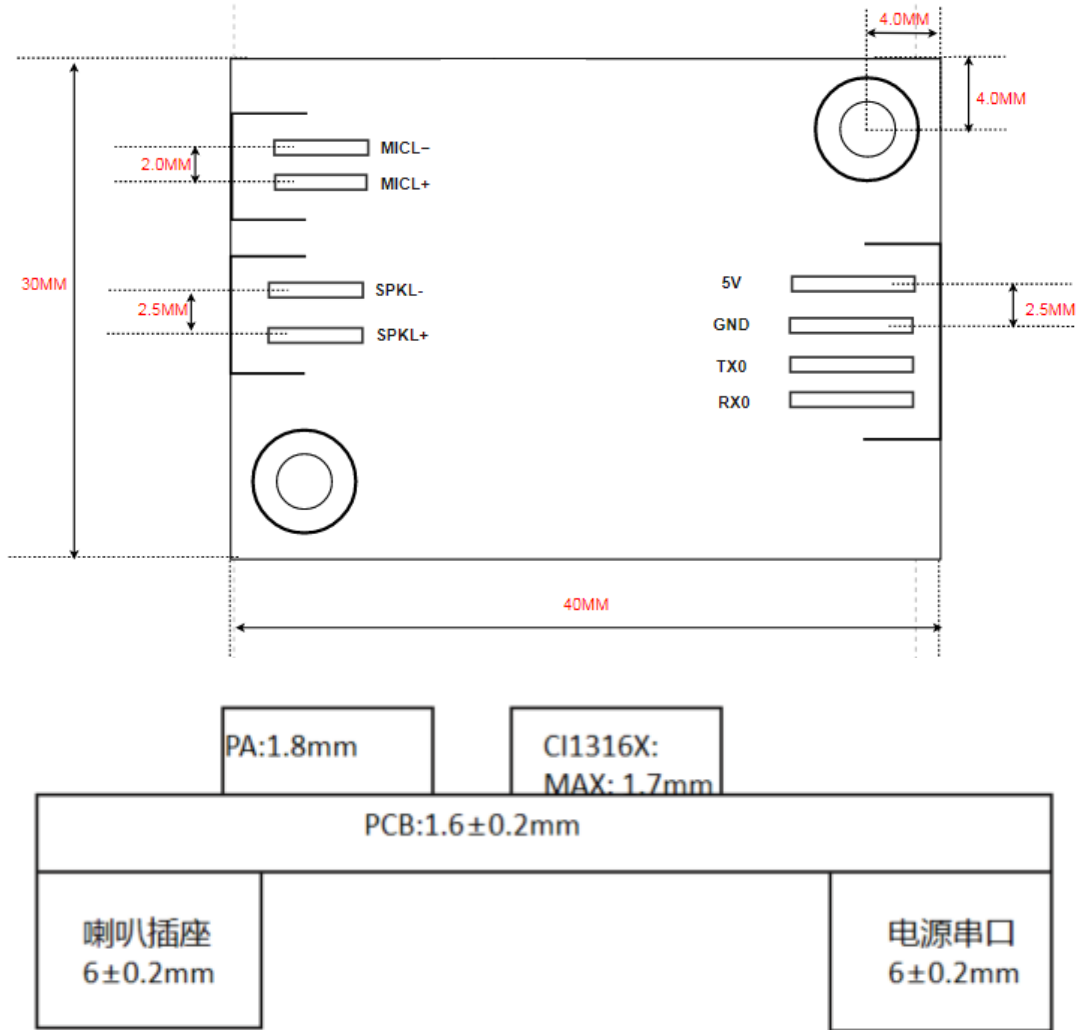 4.0MM
4.0MM
MICL-
2.0MM
MICL+
30MM
SPKL-
2.5MM
SPKL+
5V
GND
2.5MM
TX0
RX0
40MM
PA:1.8mm
CI1316X:
MAX: 1.7mm
PCB:1.6±0.2mm
喇叭插座
6±0.2mm
电源串口
6±0.2mm